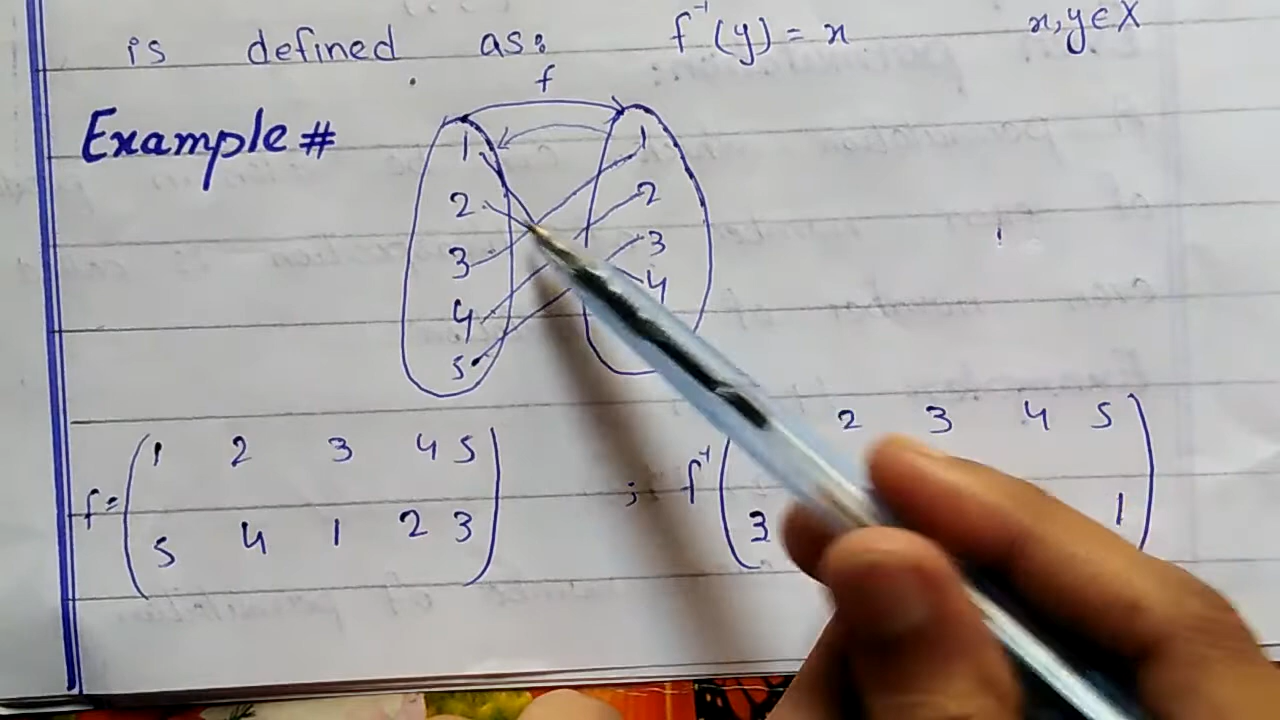 is defined as: f⁻¹(y) = x x,y∈X
f
Example#
1 1
2 2
3 3
4 4
5
f = (1 2 3 4 5 ; f⁻¹ ( 2 3 4 5)
5 4 1 2 3) 3 1